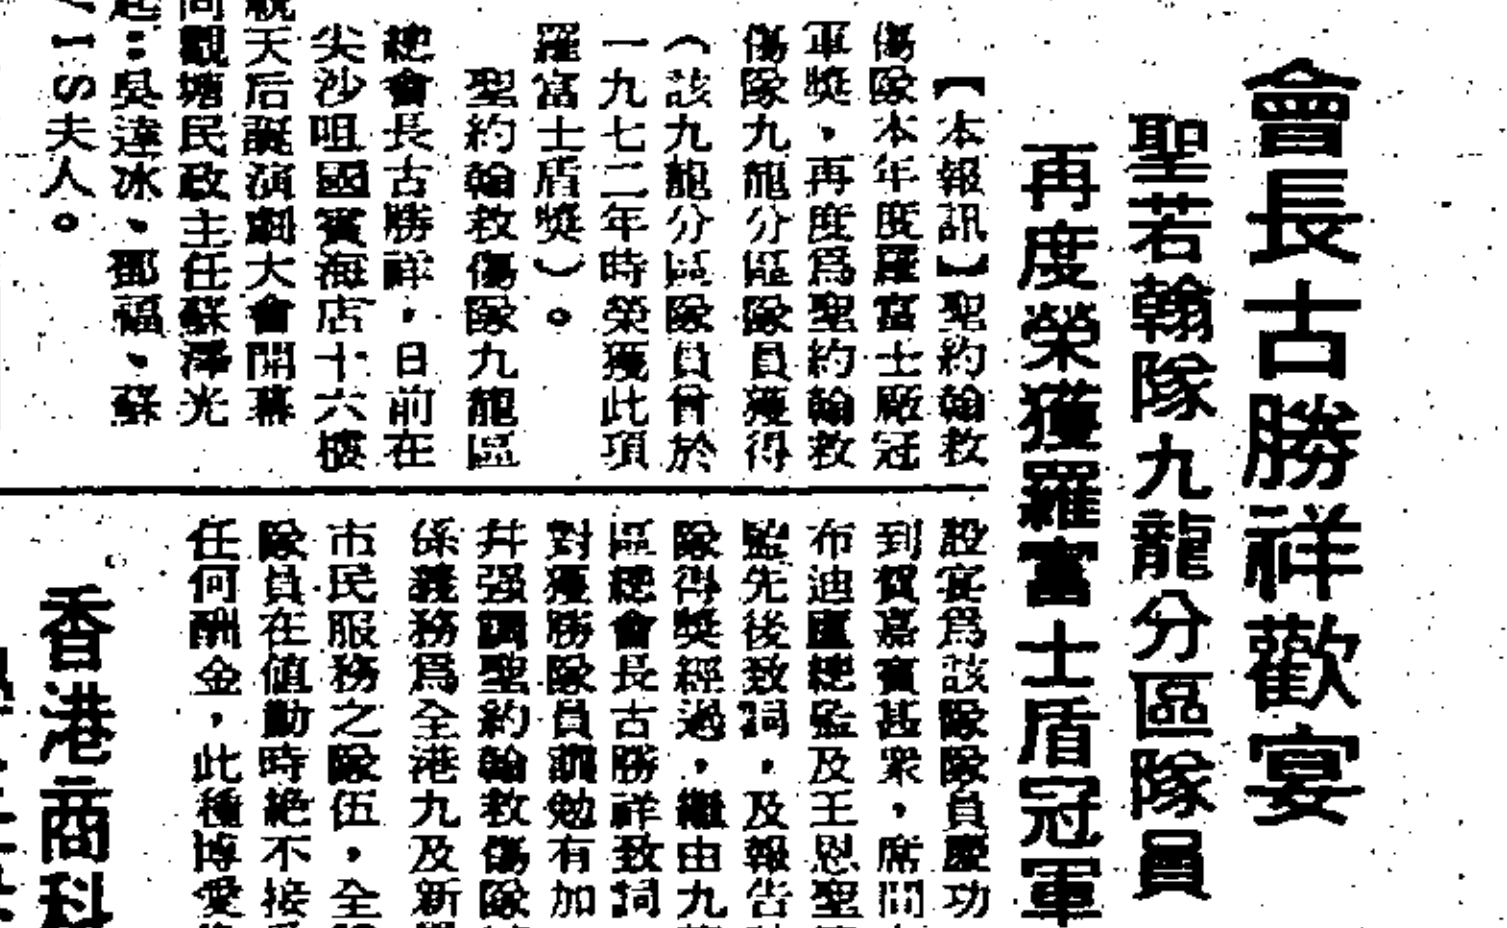 會長古勝祥歡宴
聖若翰隊九龍分區隊員
再度榮獲羅富士盾冠軍
【本報訊】聖約翰救
傷隊本年度羅富士盾冠
軍獎，再度爲聖約翰救
傷隊九龍分區隊員獲得
（該九龍分區隊員曾於
一九七二年時榮獲此項
羅富士盾獎）。
聖約翰救傷隊九龍區
總會長古勝祥，日前在
尖沙咀國賓海店十六樓
設宴爲該隊隊員慶功
到賀嘉賓甚衆，席間
布迪盧總監及王恩聖
監先後致詞，及報告
隊得獎經過，繼由九
區總會長古勝祥致詞
對獲勝隊員訓勉有加
幷强調聖約翰救傷隊
係義務爲全港九及新
市民服務之隊伍，全
隊員在值勤時絕不接
任何酬金，此種博愛
天后誕演劇大會開幕
同觀塘民政主任蘇澤光
起：吳達冰、鄧福、蘇
IS夫人。
香港商科